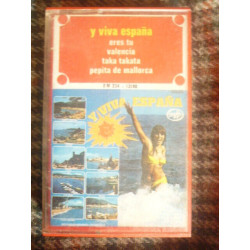 y viva españa
eres tu
valencia
taka takata
pepita de mallorca
Y VIVA ESPAÑA